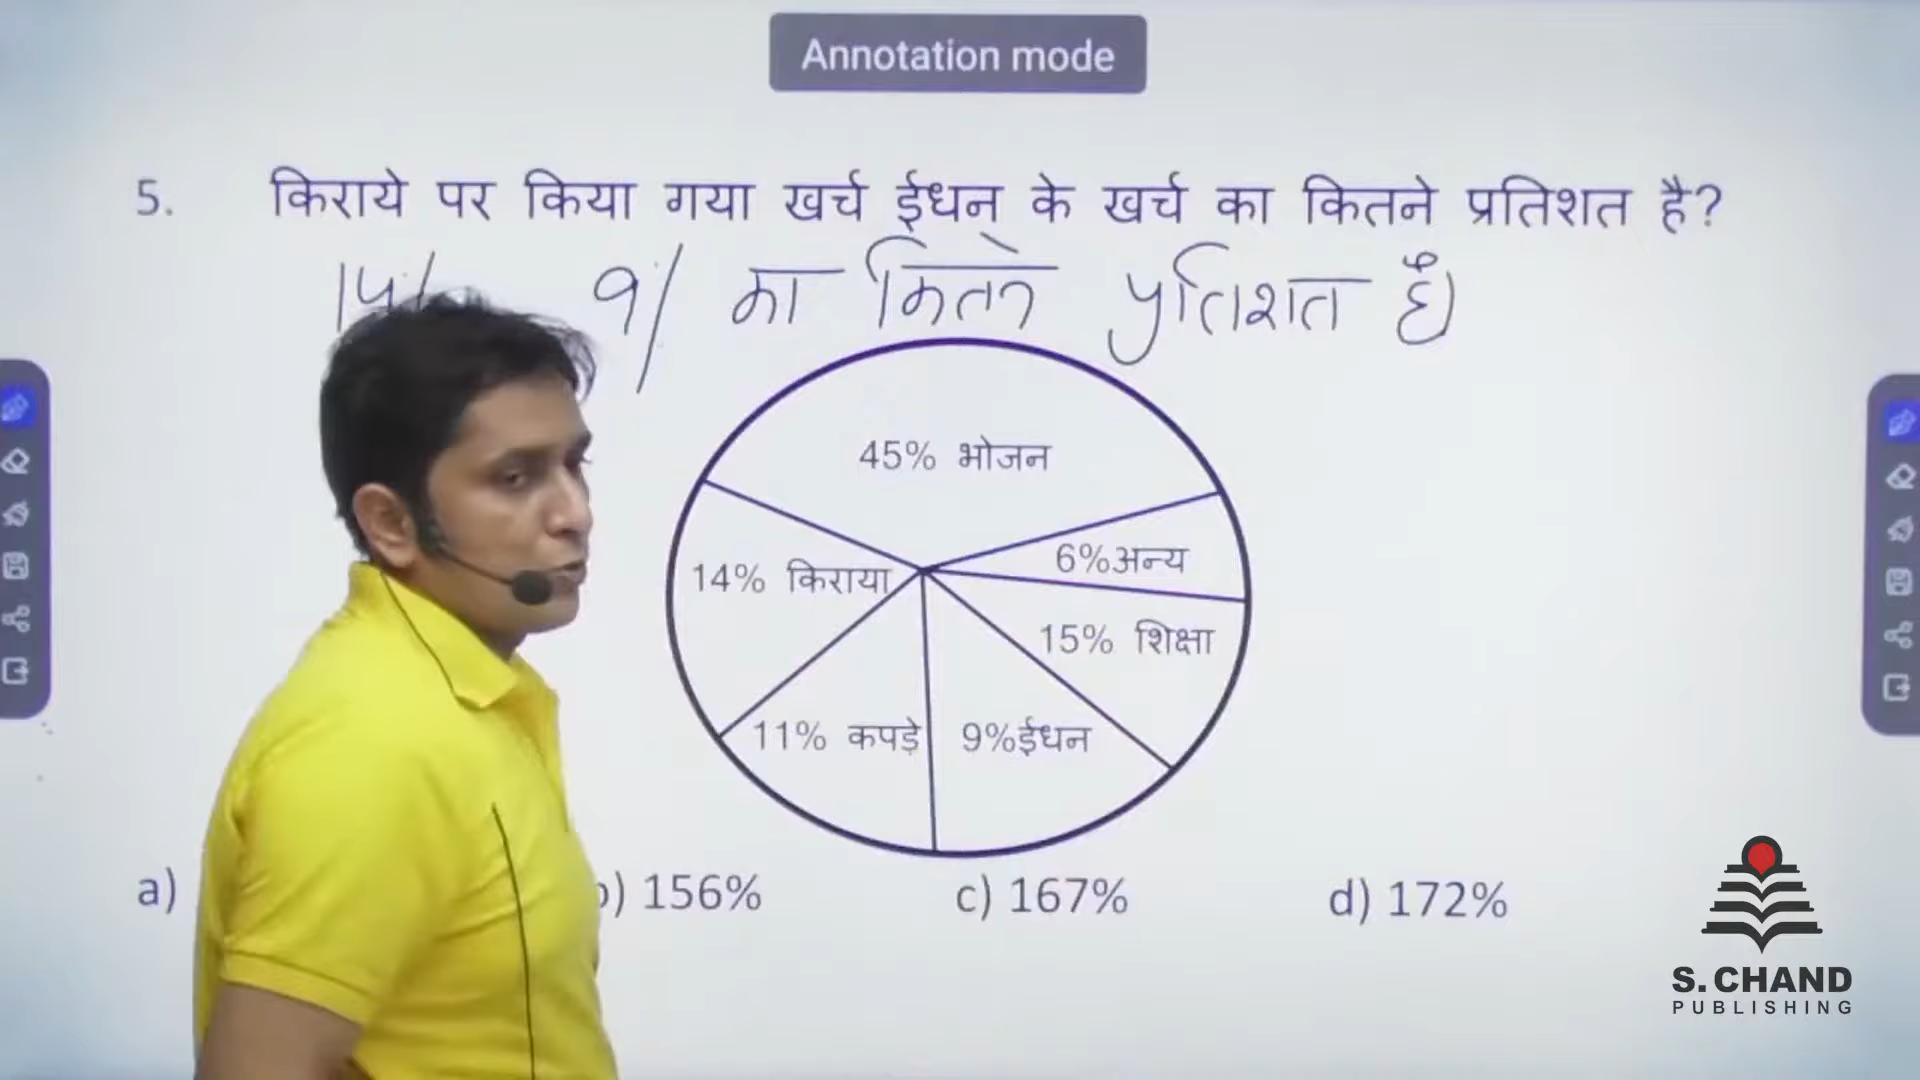 Annotation mode
5. किराये पर किया गया खर्च ईधन के खर्च का कितने प्रतिशत है?
14% 9% का कितने प्रतिशत है
45% भोजन
6%अन्य
14% किराया
15% शिक्षा
11% कपड़े
9%ईधन
a) b) 156% c) 167% d) 172%
S. CHAND
PUBLISHING